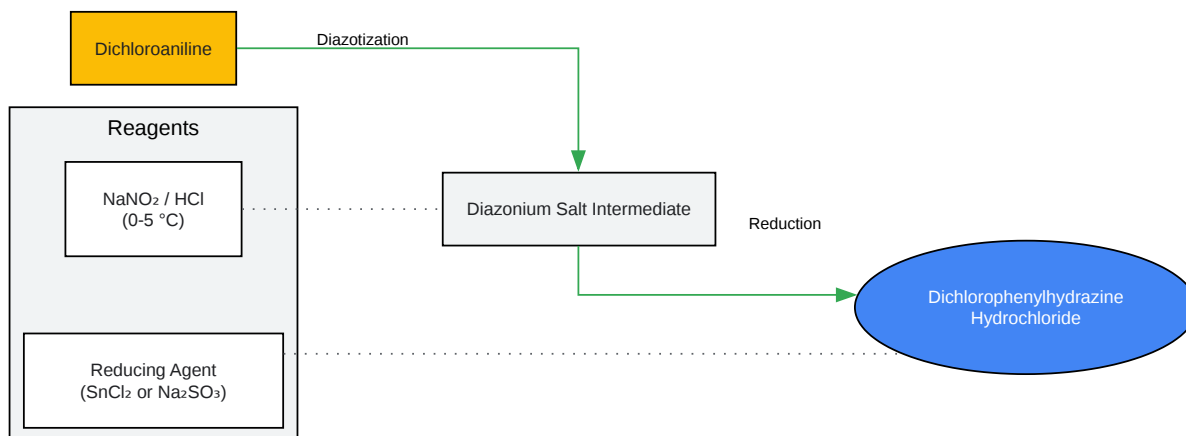 Dichloroaniline
Diazotization
Reagents
NaNO₂ / HCl
(0-5 °C)
Diazonium Salt Intermediate
Reduction
Dichlorophenylhydrazine
Hydrochloride
Reducing Agent
(SnCl₂ or Na₂SO₃)